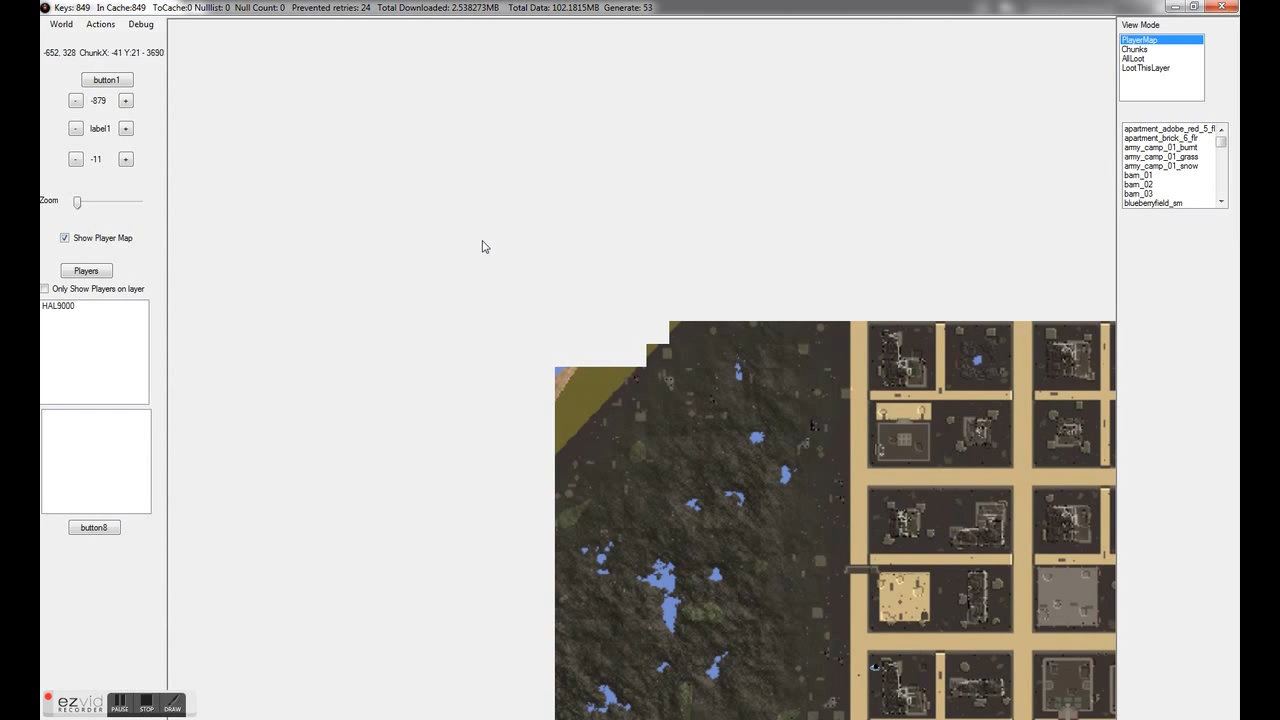 Keys: 849 In Cache:849 ToCache:0 Nulllist: 0 Null Count: 0 Prevented retries: 24 Total Downloaded: 2.538273MB Total Data: 102.1815MB Generate: 53
World Actions Debug
View Mode
-652, 328 ChunkX: -41 Y:21 - 3690
button1
- -879 +
- label1 +
- -11 +
Zoom
Show Player Map
Players
Only Show Players on layer
HAL9000
button8
PlayerMap
Chunks
AllLoot
LootThisLayer
apartment_adobe_red_5_fl
apartment_brick_6_flr
army_camp_01_burnt
army_camp_01_grass
army_camp_01_snow
barn_01
barn_02
barn_03
blueberryfield_sm
ezvid
RECORDER
PAUSE STOP DRAW